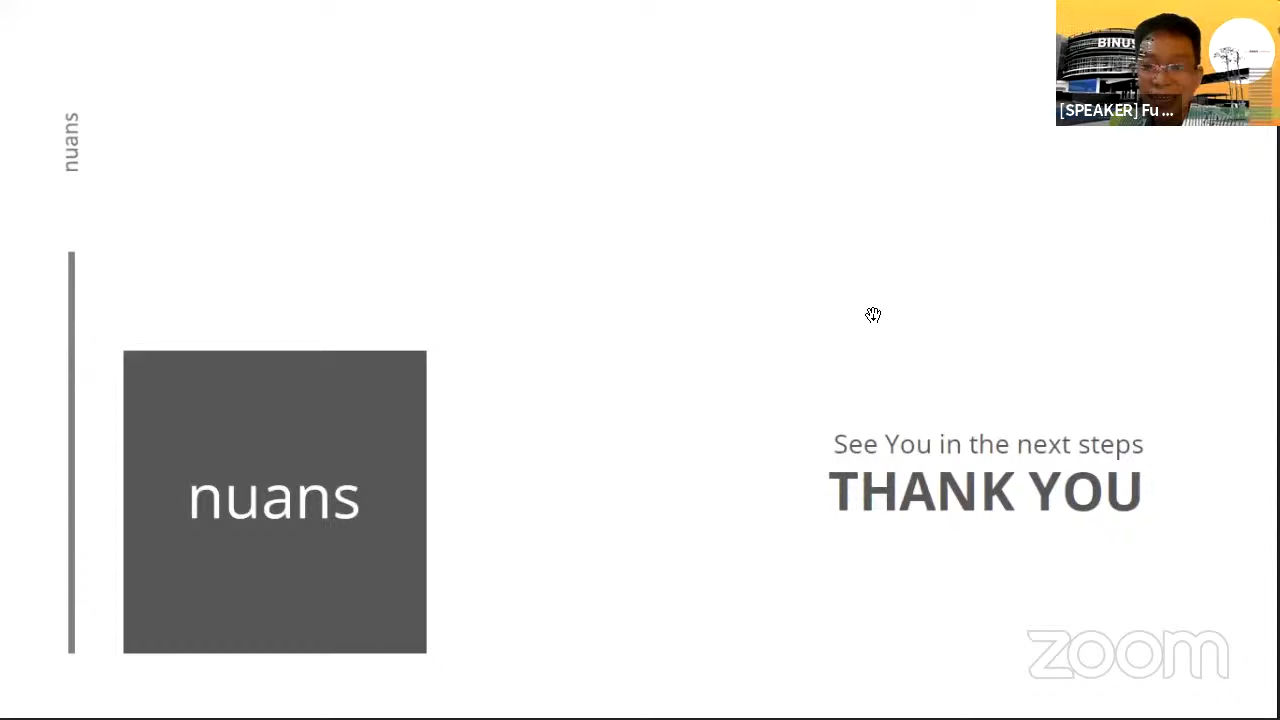 BINUS
[SPEAKER] Fu ...
nuans
nuans
See You in the next steps
THANK YOU
zoom